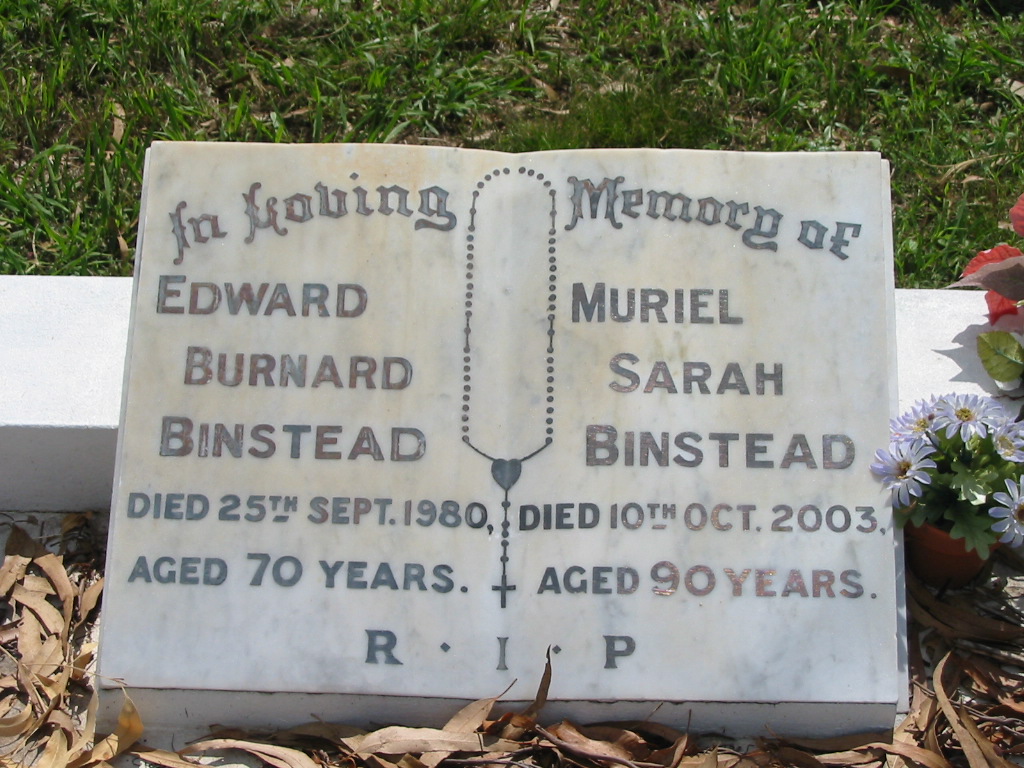 In Loving Memory of
EDWARD
BURNARD
BINSTEAD
DIED 25TH SEPT. 1980,
AGED 70 YEARS.
MURIEL
SARAH
BINSTEAD
DIED 10TH OCT. 2003,
AGED 90 YEARS.
R · I · P